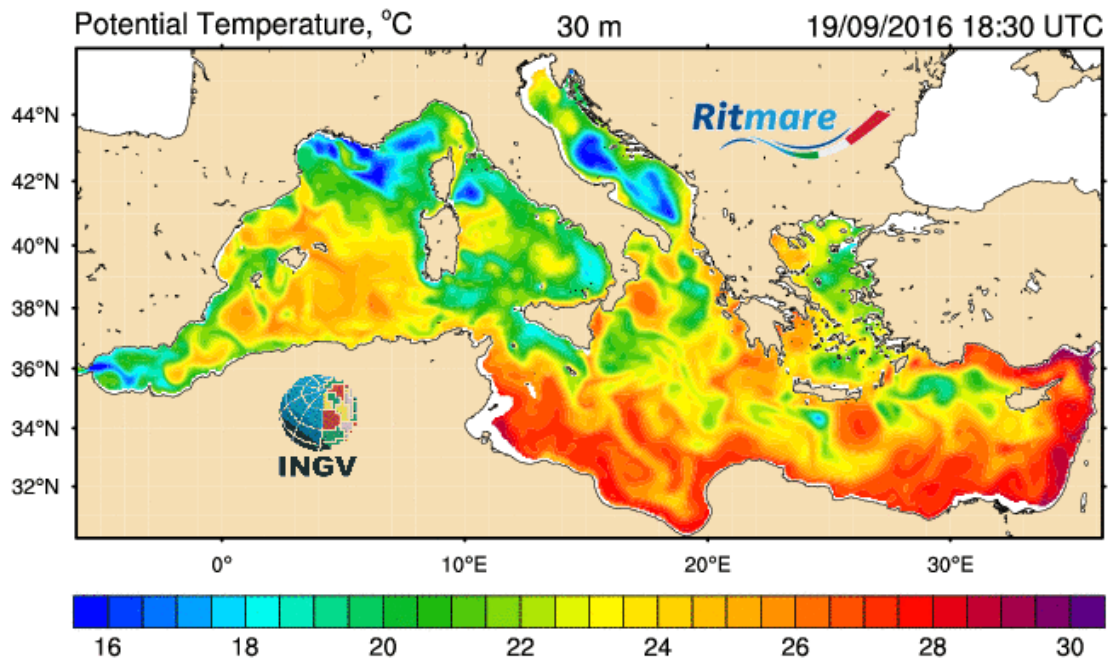 Potential Temperature, °C 30 m 19/09/2016 18:30 UTC
44°N
Ritmare
42°N
40°N
38°N
36°N
34°N
INGV
32°N
0° 10°E 20°E 30°E
16 18 20 22 24 26 28 30